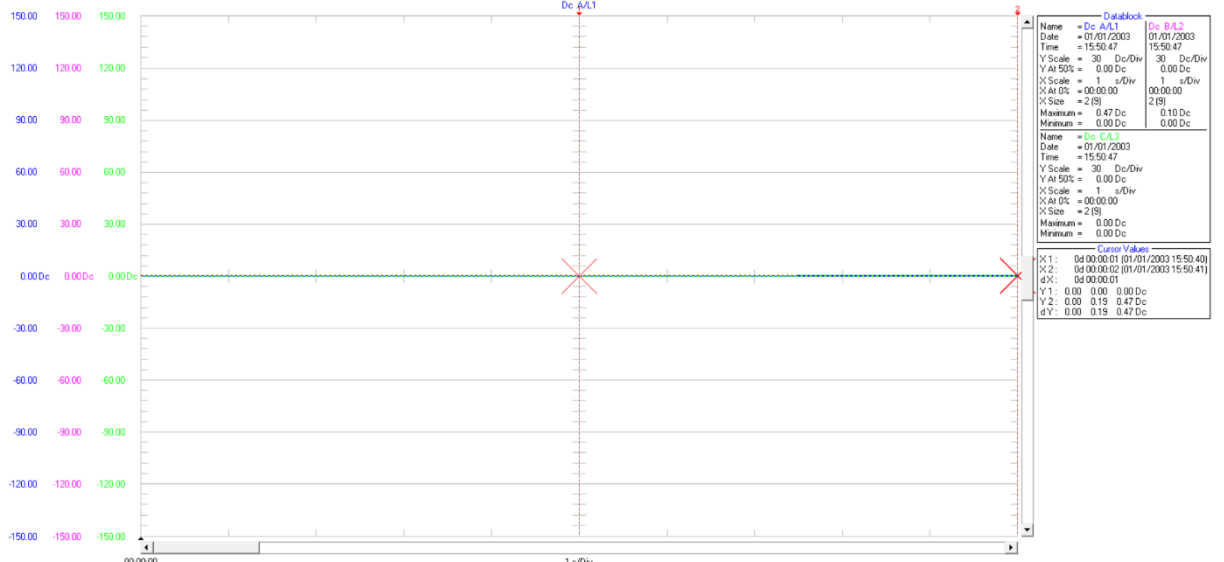 Dc A/L1
150.00 150.00 150.00
120.00 120.00 120.00
90.00 90.00 90.00
60.00 60.00 60.00
30.00 30.00 30.00
0.00 Dc 0.00 Dc 0.00 Dc
-30.00 -30.00 -30.00
-60.00 -60.00 -60.00
-90.00 -90.00 -90.00
-120.00 -120.00 -120.00
-150.00 -150.00 -150.00
00:00:00 1 s/Div
2
Datablock
Name = Dc A/L1 Dc B/L2
Date = 01/01/2003 01/01/2003
Time = 15:50:47 15:50:47
Y Scale = 30 Dc/Div 30 Dc/Div
Y At 50% = 0.00 Dc 0.00 Dc
X Scale = 1 s/Div 1 s/Div
X At 0% = 00:00:00 00:00:00
X Size = 2 (9) 2 (9)
Maximum = 0.47 Dc 0.10 Dc
Minimum = 0.00 Dc 0.00 Dc
Name = Dc C/L3
Date = 01/01/2003
Time = 15:50:47
Y Scale = 30 Dc/Div
Y At 50% = 0.00 Dc
X Scale = 1 s/Div
X At 0% = 00:00:00
X Size = 2 (9)
Maximum = 0.00 Dc
Minimum = 0.00 Dc
Cursor Values
X 1 : 0d 00:00:01 (01/01/2003 15:50:40)
X 2 : 0d 00:00:02 (01/01/2003 15:50:41)
dX : 0d 00:00:01
Y 1 : 0.00 0.00 0.00 Dc
Y 2 : 0.00 0.19 0.47 Dc
dY : 0.00 0.19 0.47 Dc